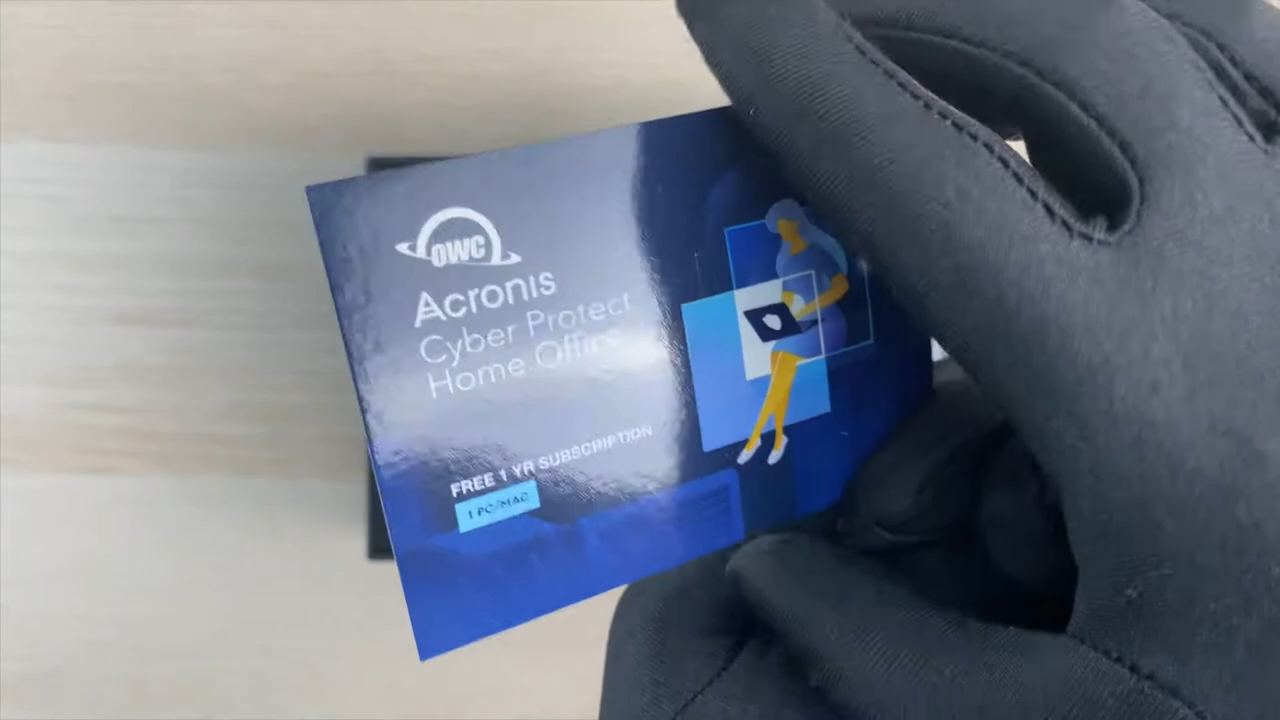 OWC
Acronis
Cyber Protect
Home Office
FREE 1 YR SUBSCRIPTION
1 PC/MAC